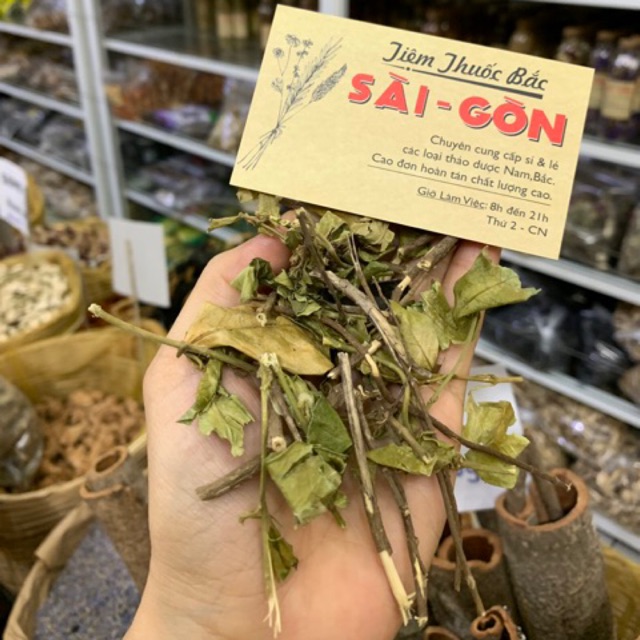 Tiệm Thuốc Bắc
SÀI-GÒN
Chuyên cung cấp sỉ & lẻ
các loại thảo dược Nam,Bắc.
Cao đơn hoàn tán chất lượng cao.
Giờ Làm Việc: 8h đến 21h
Thứ 2 - CN